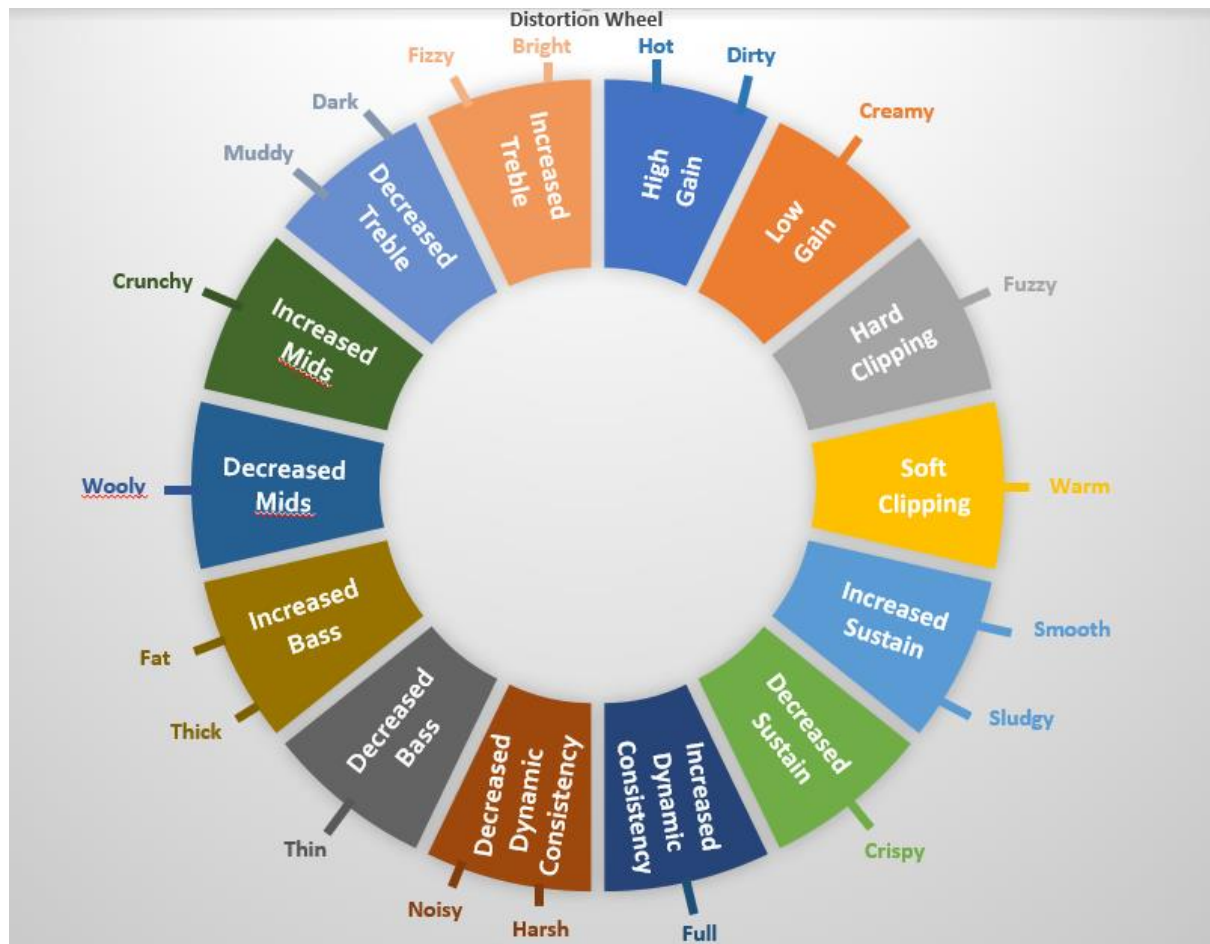 Distortion Wheel
Hot
Dirty
High
Gain
Creamy
Low
Gain
Fuzzy
Hard
Clipping
Warm
Soft
Clipping
Smooth
Sludgy
Increased
Sustain
Crispy
Decreased
Sustain
Full
Increased
Dynamic
Consistency
Harsh
Noisy
Decreased
Dynamic
Consistency
Thin
Decreased
Bass
Thick
Fat
Increased
Bass
Wooly
Decreased
Mids
Crunchy
Increased
Mids
Muddy
Dark
Decreased
Treble
Fizzy
Bright
Increased
Treble